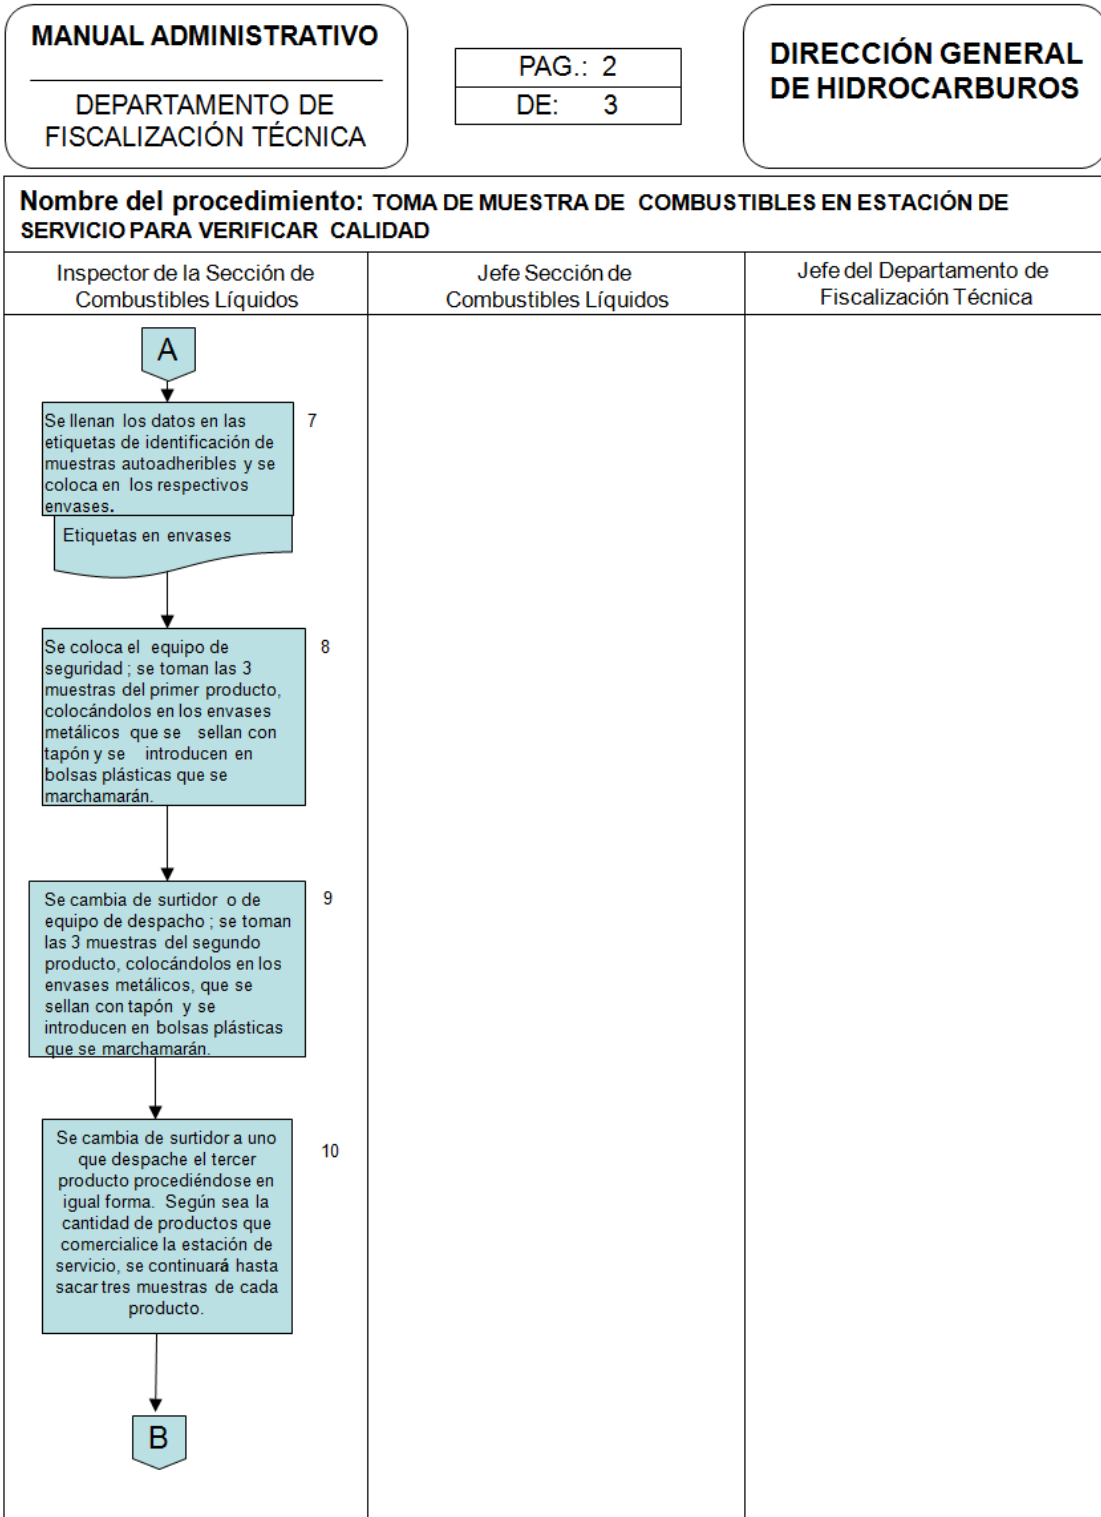 MANUAL ADMINISTRATIVO
DEPARTAMENTO DE
FISCALIZACIÓN TÉCNICA
PAG.: 2
DE: 3
DIRECCIÓN GENERAL
DE HIDROCARBUROS
Nombre del procedimiento: TOMA DE MUESTRA DE COMBUSTIBLES EN ESTACIÓN DE
SERVICIO PARA VERIFICAR CALIDAD
Inspector de la Sección de
Combustibles Líquidos
Jefe Sección de
Combustibles Líquidos
Jefe del Departamento de
Fiscalización Técnica
A
Se llenan los datos en las
etiquetas de identificación de
muestras autoadheribles y se
coloca en los respectivos
envases.
7
Etiquetas en envases
Se coloca el equipo de
seguridad ; se toman las 3
muestras del primer producto,
colocándolos en los envases
metálicos que se sellan con
tapón y se introducen en
bolsas plásticas que se
marchamarán.
8
Se cambia de surtidor o de
equipo de despacho ; se toman
las 3 muestras del segundo
producto, colocándolos en los
envases metálicos, que se
sellan con tapón y se
introducen en bolsas plásticas
que se marchamarán.
9
Se cambia de surtidor a uno
que despache el tercer
producto procediéndose en
igual forma. Según sea la
cantidad de productos que
comercialice la estación de
servicio, se continuará hasta
sacar tres muestras de cada
producto.
10
B